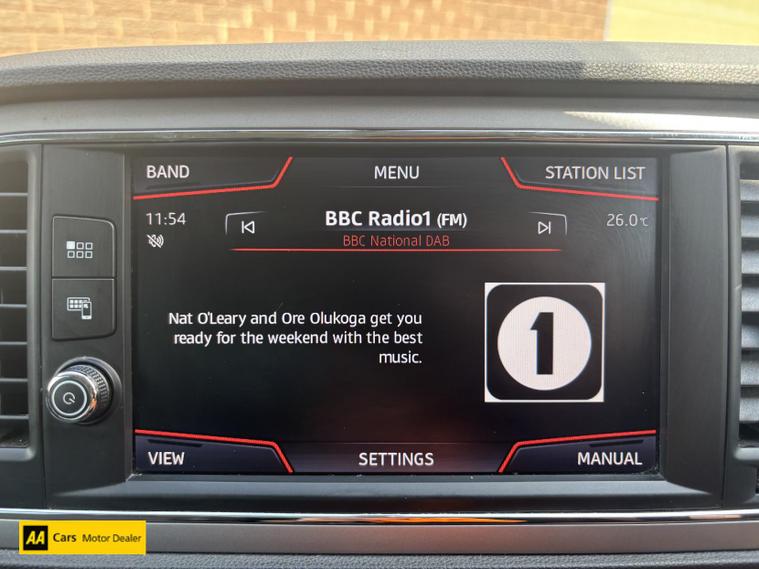 BAND MENU STATION LIST
11:54 BBC Radio1 (FM) 26.0°C
BBC National DAB
Nat O'Leary and Ore Olukoga get you
ready for the weekend with the best
music.
1
VIEW SETTINGS MANUAL
AA Cars Motor Dealer